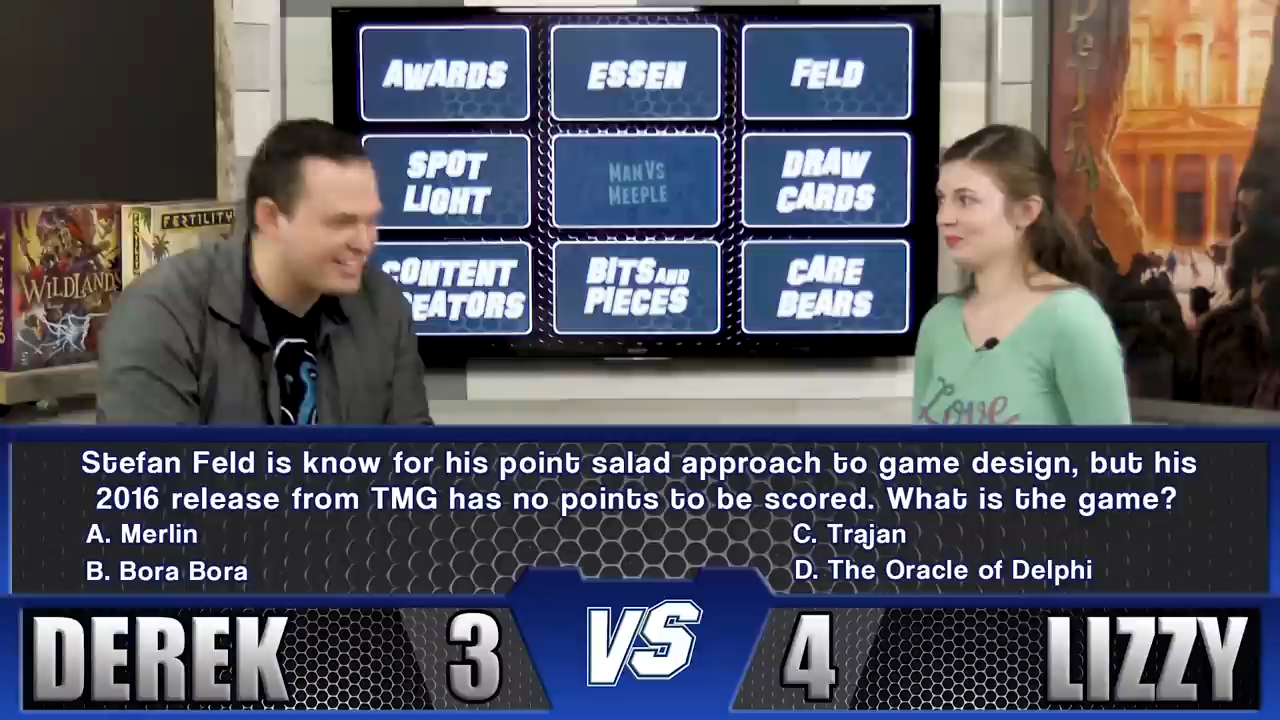 AWARDS
ESSEN
FELD
SPOT
LIGHT
MAN VS
MEEPLE
DRAW
CARDS
CONTENT
BITS AND
PIECES
CARE
BEARS
FERTILITY
WILDLANDS
Love
Stefan Feld is know for his point salad approach to game design, but his
2016 release from TMG has no points to be scored. What is the game?
A. Merlin
C. Trajan
B. Bora Bora
D. The Oracle of Delphi
DEREK 3 VS 4 LIZZY